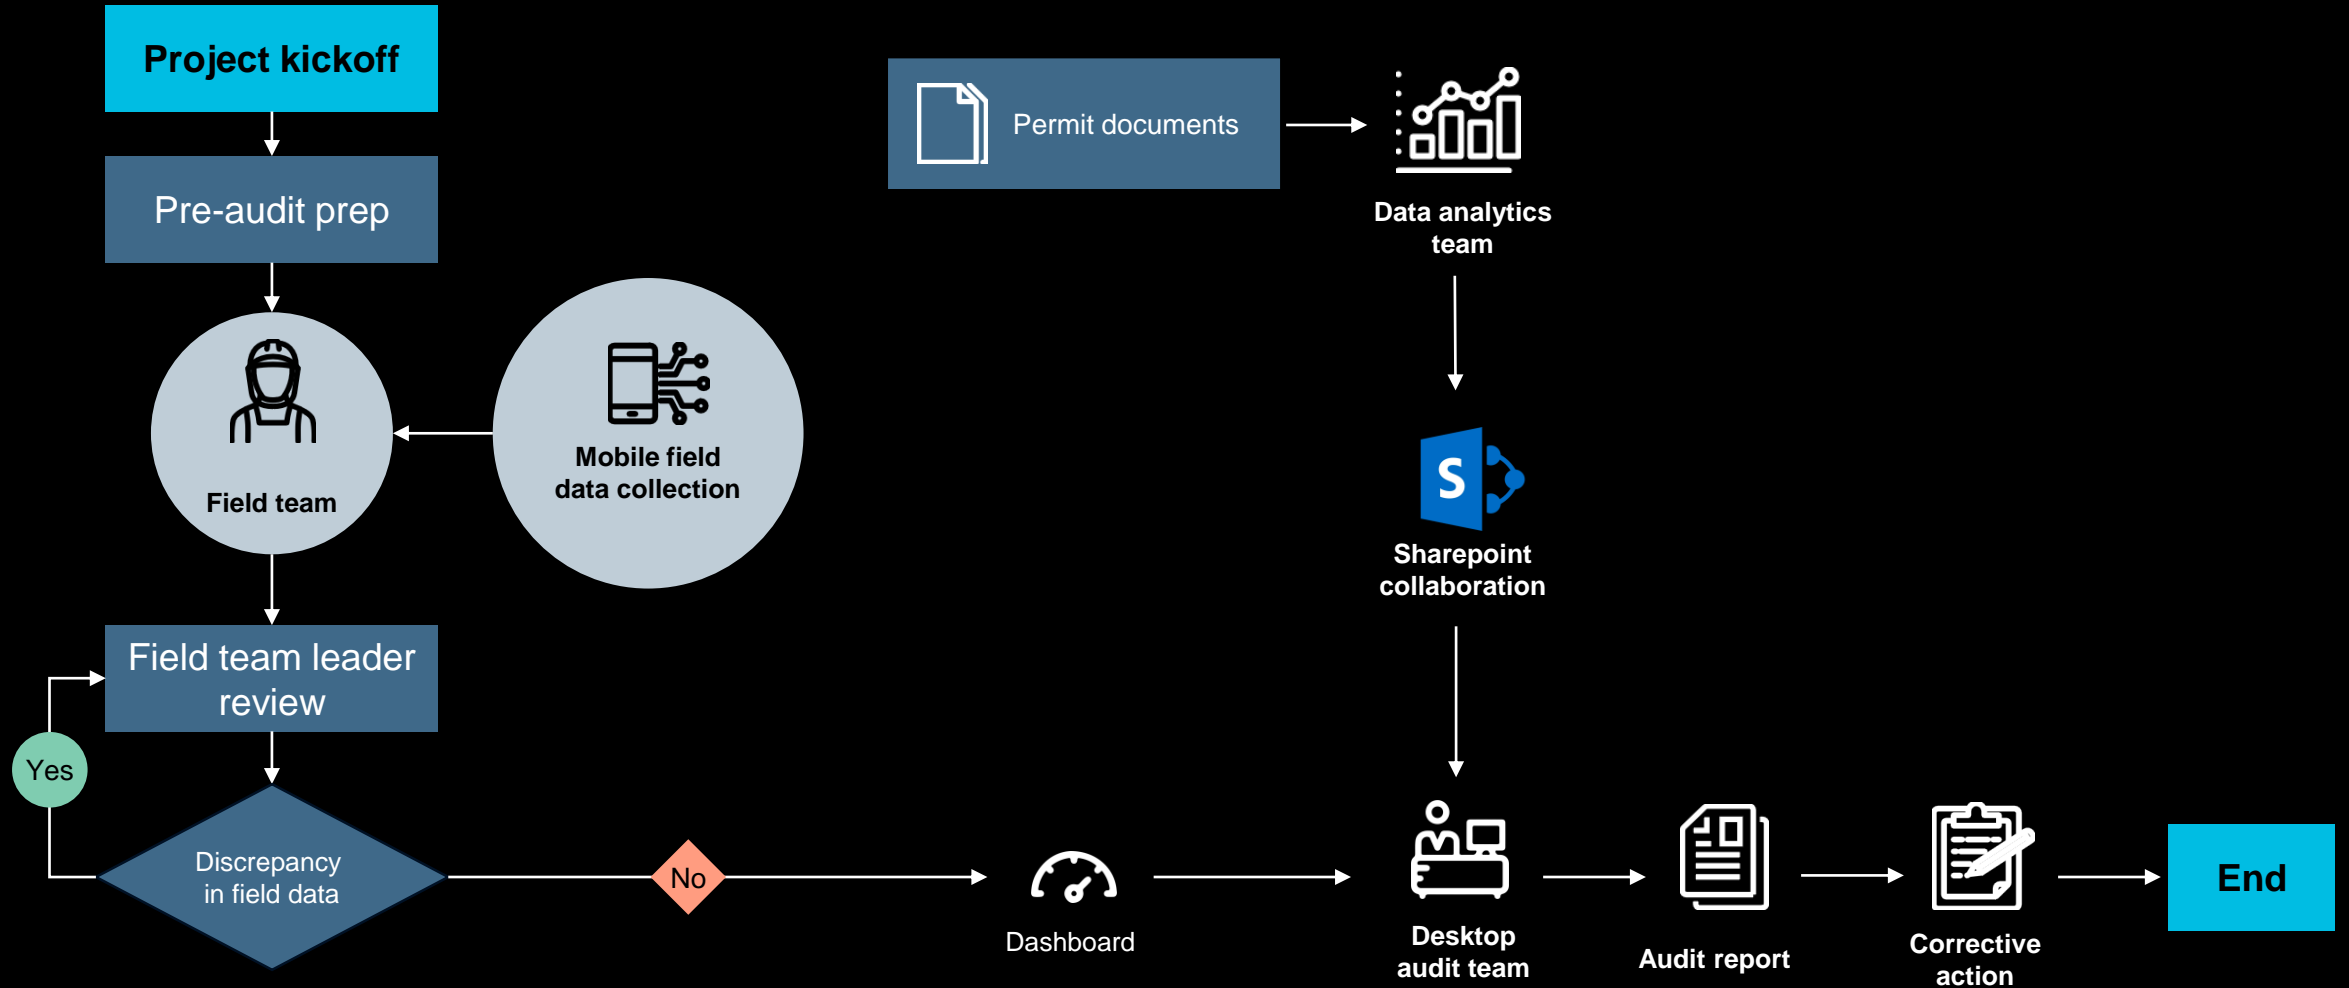 Project kickoff
Pre-audit prep
Field team
Mobile field
data collection
Field team leader
review
Yes
Discrepancy
in field data
No
Dashboard
Permit documents
Data analytics
team
S
Sharepoint
collaboration
Desktop
audit team
Audit report
Corrective
action
End